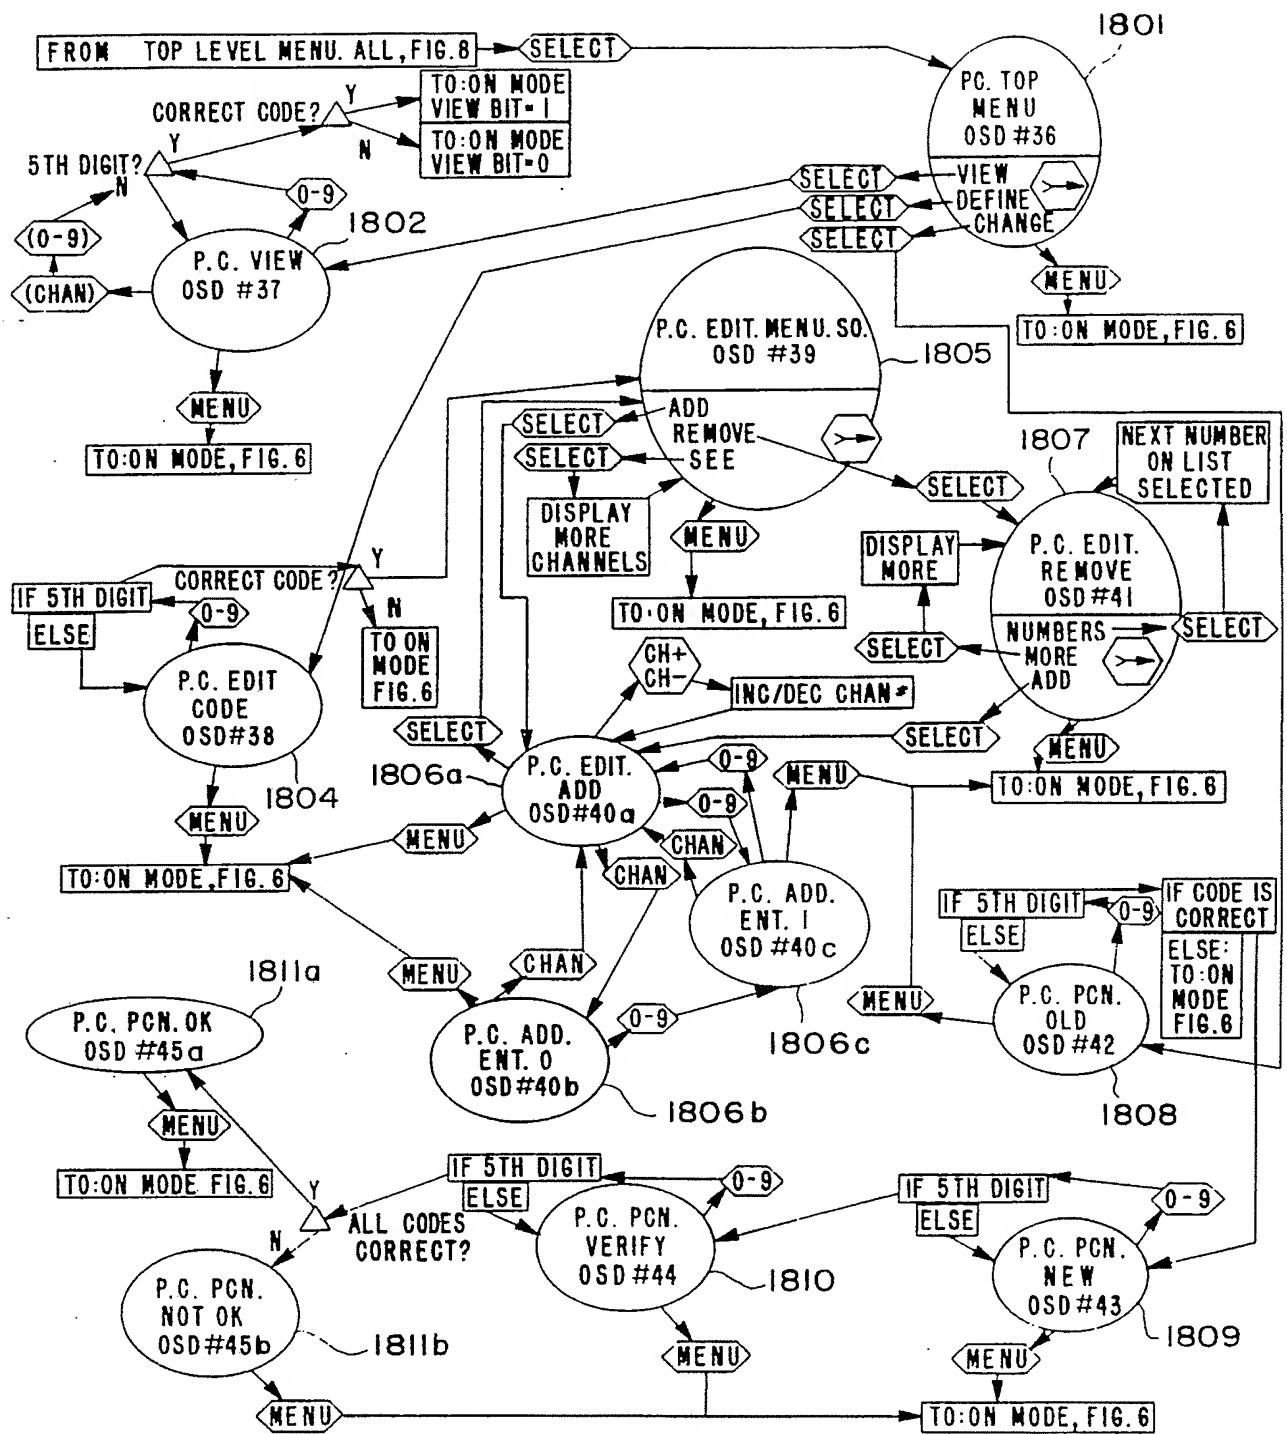 1801
FROM TOP LEVEL MENU. ALL, FIG. 8
SELECT
PC. TOP
MENU
OSD #36
VIEW
DEFINE
CHANGE
SELECT
SELECT
SELECT
MENU
TO:ON MODE, FIG. 6
CORRECT CODE?
Y
N
TO:ON MODE
VIEW BIT=1
TO:ON MODE
VIEW BIT=0
5TH DIGIT?
Y
N
0-9
(0-9)
(CHAN)
1802
P.C. VIEW
OSD #37
MENU
TO:ON MODE, FIG. 6
P.C. EDIT. MENU. SO.
OSD #39
1805
ADD
REMOVE
SEE
SELECT
SELECT
DISPLAY
MORE
CHANNELS
MENU
TO:ON MODE, FIG. 6
SELECT
1807
NEXT NUMBER
ON LIST
SELECTED
DISPLAY
MORE
P.C. EDIT.
REMOVE
OSD #41
NUMBERS
MORE
ADD
SELECT
SELECT
SELECT
MENU
TO:ON MODE, FIG. 6
CORRECT CODE?
Y
N
TO ON
MODE
FIG. 6
IF 5TH DIGIT
ELSE
0-9
P.C. EDIT
CODE
OSD#38
1804
MENU
TO:ON MODE, FIG. 6
CH+
CH-
INC/DEC CHAN #
SELECT
1806a
P.C. EDIT.
ADD
OSD#40a
0-9
0-9
MENU
MENU
CHAN
CHAN
P.C. ADD.
ENT. 1
OSD #40c
1806c
MENU
CHAN
0-9
P.C. ADD.
ENT. 0
OSD #40b
1806b
IF 5TH DIGIT
ELSE
0-9
IF CODE IS
CORRECT
ELSE:
TO:ON
MODE
FIG. 6
MENU
P.C. PCN.
OLD
OSD #42
1808
1811a
P.C. PCN. OK
OSD #45a
MENU
TO:ON MODE FIG. 6
Y
N
ALL CODES
CORRECT?
IF 5TH DIGIT
ELSE
0-9
P.C. PCN.
VERIFY
OSD #44
1810
MENU
IF 5TH DIGIT
ELSE
0-9
P.C. PCN.
NEW
OSD #43
1809
MENU
P.C. PCN.
NOT OK
OSD #45b
1811b
MENU
TO:ON MODE, FIG. 6